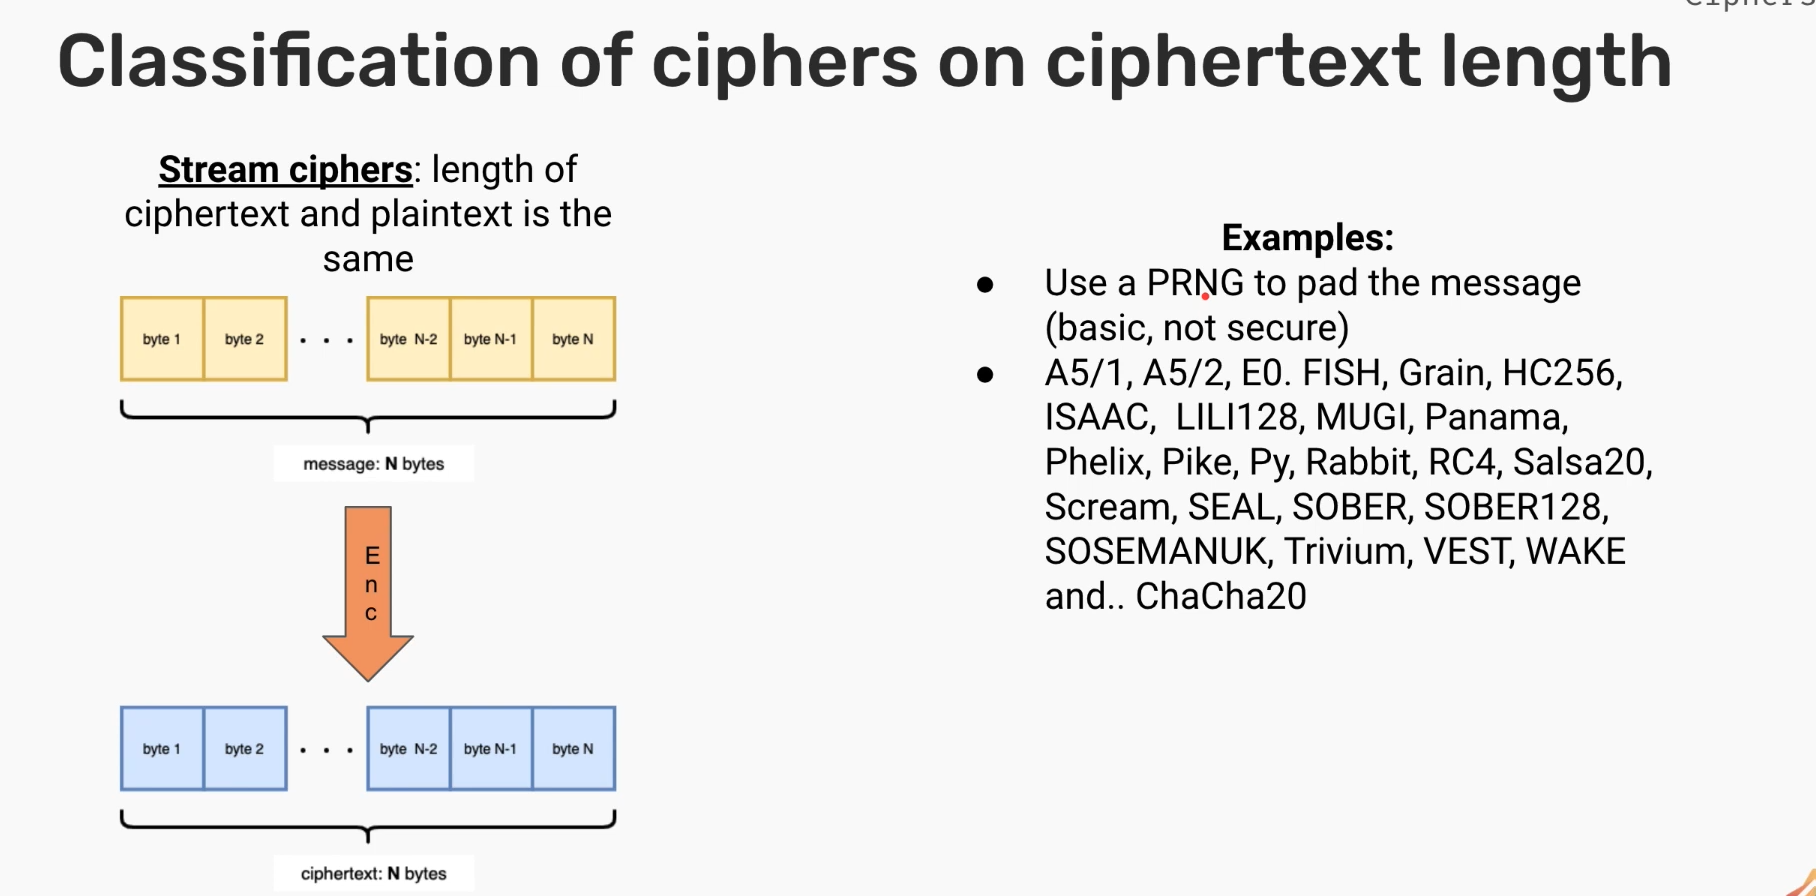 Ciphers
Classification of ciphers on ciphertext length
Stream ciphers: length of
ciphertext and plaintext is the
same
byte 1 byte 2 . . . byte N-2 byte N-1 byte N
message: N bytes
E
n
c
byte 1 byte 2 . . . byte N-2 byte N-1 byte N
ciphertext: N bytes
Examples:
● Use a PRNG to pad the message
(basic, not secure)
● A5/1, A5/2, E0. FISH, Grain, HC256,
ISAAC, LILI128, MUGI, Panama,
Phelix, Pike, Py, Rabbit, RC4, Salsa20,
Scream, SEAL, SOBER, SOBER128,
SOSEMANUK, Trivium, VEST, WAKE
and.. ChaCha20